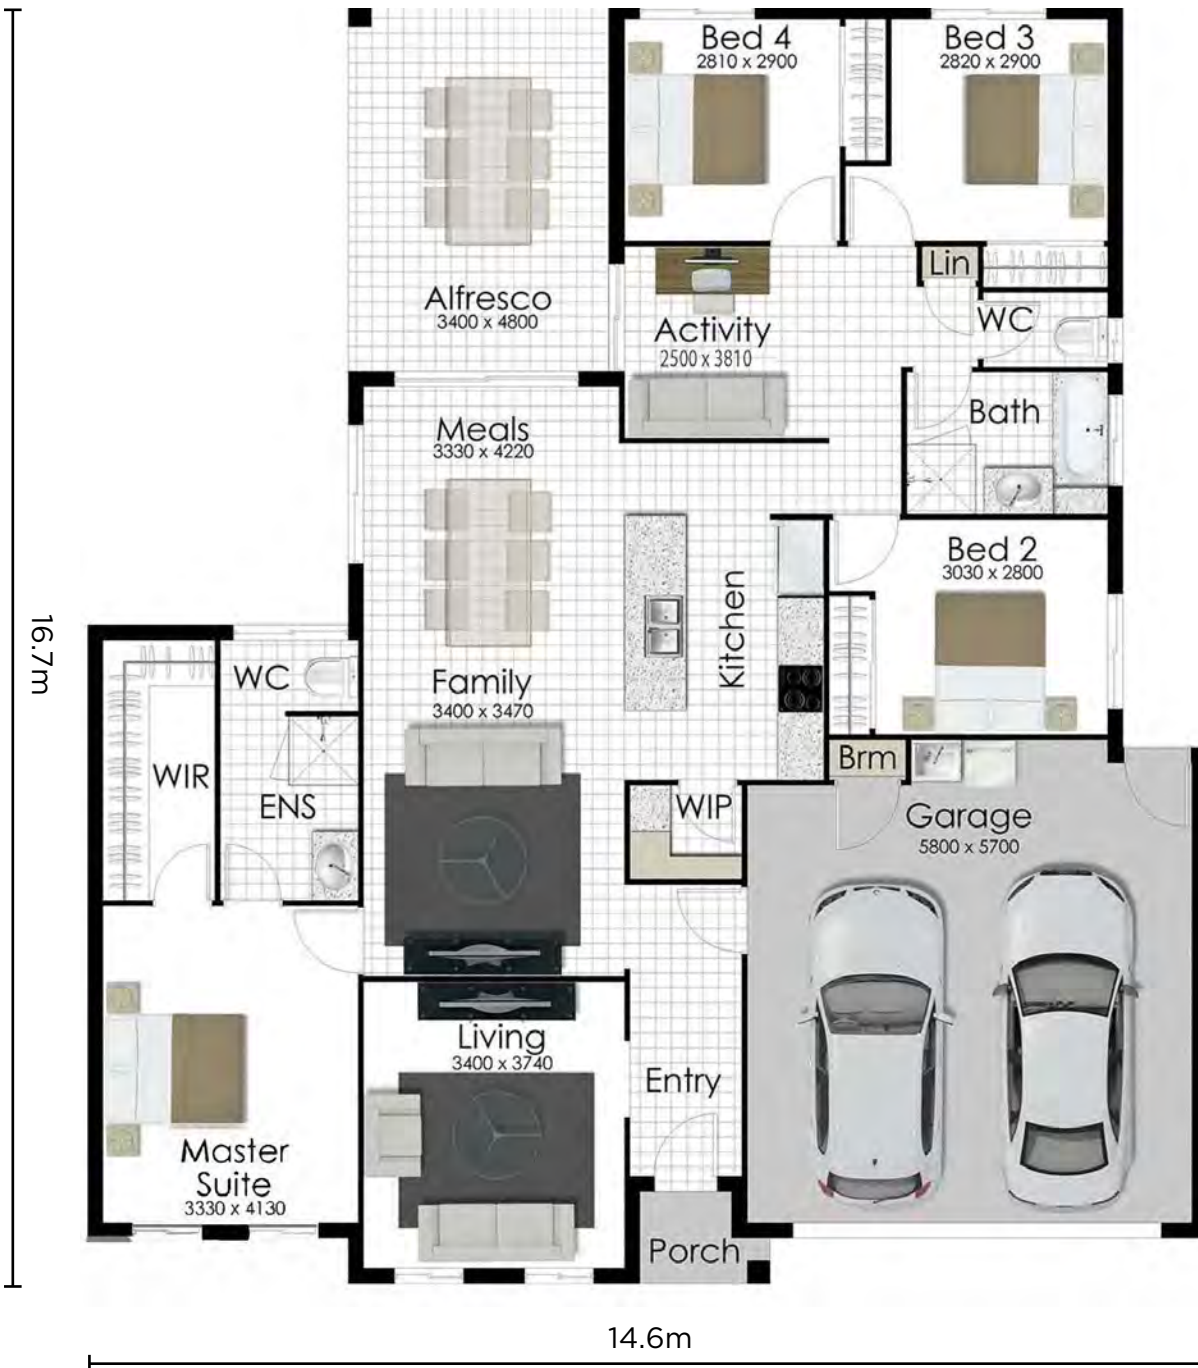 Bed 4
2810 x 2900
Bed 3
2820 x 2900
Alfresco
3400 x 4800
Lin
WC
Activity
2500 x 3810
Bath
Meals
3330 x 4220
Bed 2
3030 x 2800
Kitchen
16.7m
WC
Family
3400 x 3470
WIR
ENS
Brm
WIP
Garage
5800 x 5700
Living
3400 x 3740
Entry
Master
Suite
3330 x 4130
Porch
14.6m